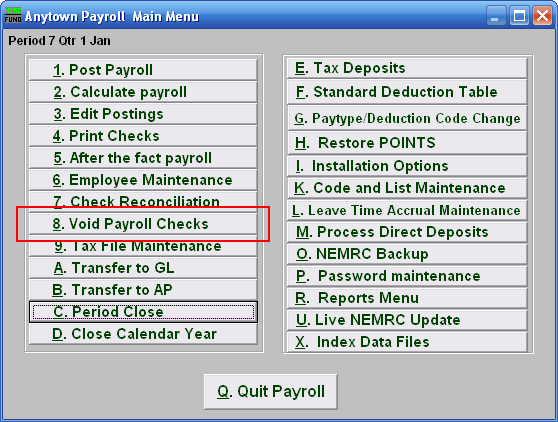 Anytown Payroll Main Menu
Period 7 Qtr 1 Jan
1. Post Payroll
2. Calculate payroll
3. Edit Postings
4. Print Checks
5. After the fact payroll
6. Employee Maintenance
7. Check Reconciliation
8. Void Payroll Checks
9. Tax File Maintenance
A. Transfer to GL
B. Transfer to AP
C. Period Close
D. Close Calendar Year
E. Tax Deposits
F. Standard Deduction Table
G. Paytype/Deduction Code Change
H. Restore POINTS
I. Installation Options
K. Code and List Maintenance
L. Leave Time Accrual Maintenance
M. Process Direct Deposits
O. NEMRC Backup
P. Password maintenance
R. Reports Menu
U. Live NEMRC Update
X. Index Data Files
Q. Quit Payroll